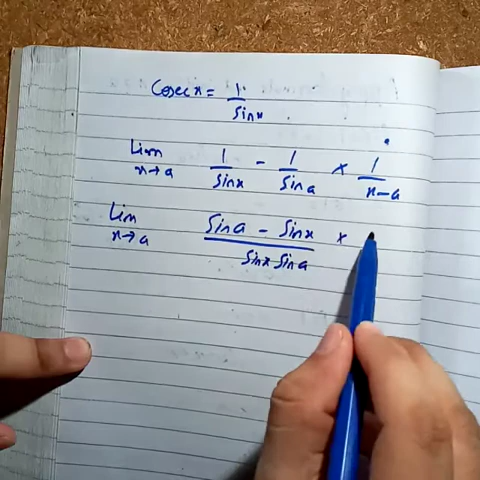 Cosec x = 1/sin x
Lim x→a 1/sin x - 1/sin a × 1/x-a
Lim x→a sin a - sin x/sin x sin a ×